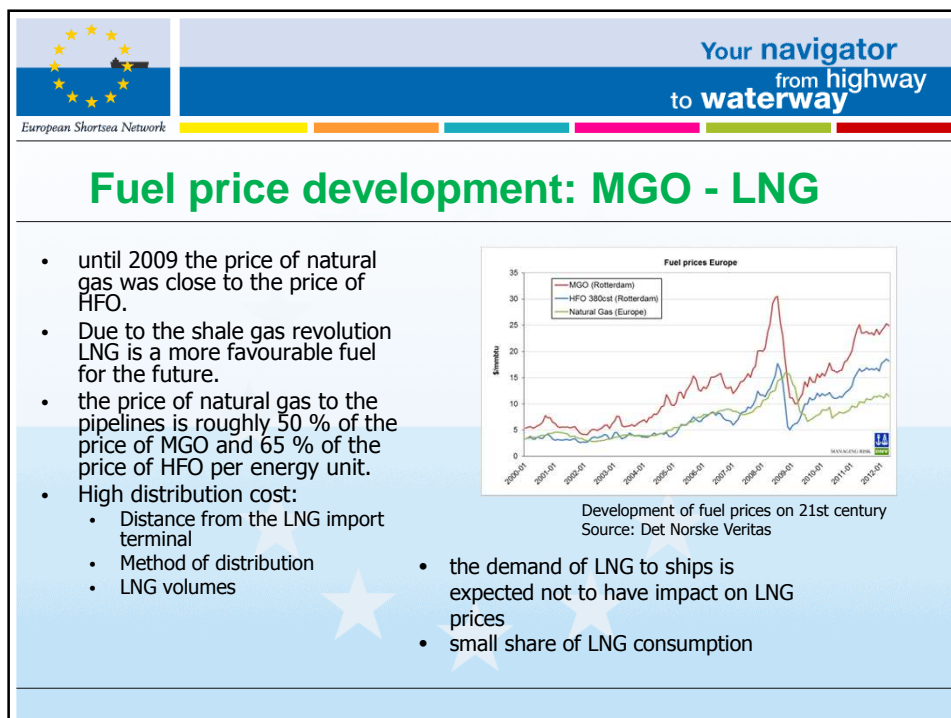 Your navigator
from highway
to waterway
European Shortsea Network
Fuel price development: MGO - LNG
• until 2009 the price of natural
gas was close to the price of
HFO.
• Due to the shale gas revolution
LNG is a more favourable fuel
for the future.
• the price of natural gas to the
pipelines is roughly 50 % of the
price of MGO and 65 % of the
price of HFO per energy unit.
• High distribution cost:
• Distance from the LNG import
terminal
• Method of distribution
• LNG volumes
Fuel prices Europe
MGO (Rotterdam)
HFO 380cst (Rotterdam)
Natural Gas (Europe)
$/mmbtu
35
30
25
20
15
10
5
0
2000-01
2001-01
2002-01
2003-01
2004-01
2005-01
2006-01
2007-01
2008-01
2009-01
2010-01
2011-01
2012-01
MANAGING RISK
Development of fuel prices on 21st century
Source: Det Norske Veritas
• the demand of LNG to ships is
expected not to have impact on LNG
prices
• small share of LNG consumption